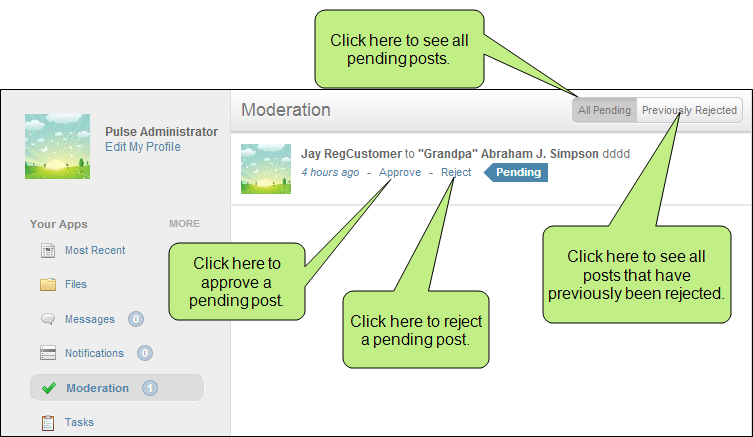 Click here to see all
pending posts.
Moderation
All Pending
Previously Rejected
Pulse Administrator
Edit My Profile
Jay RegCustomer to "Grandpa" Abraham J. Simpson dddd
4 hours ago - Approve - Reject Pending
Your Apps MORE
Most Recent
Files
Messages 0
Notifications 0
Moderation 1
Tasks
Click here to
approve a
pending post.
Click here to reject
a pending post.
Click here to see all
posts that have
previously been rejected.